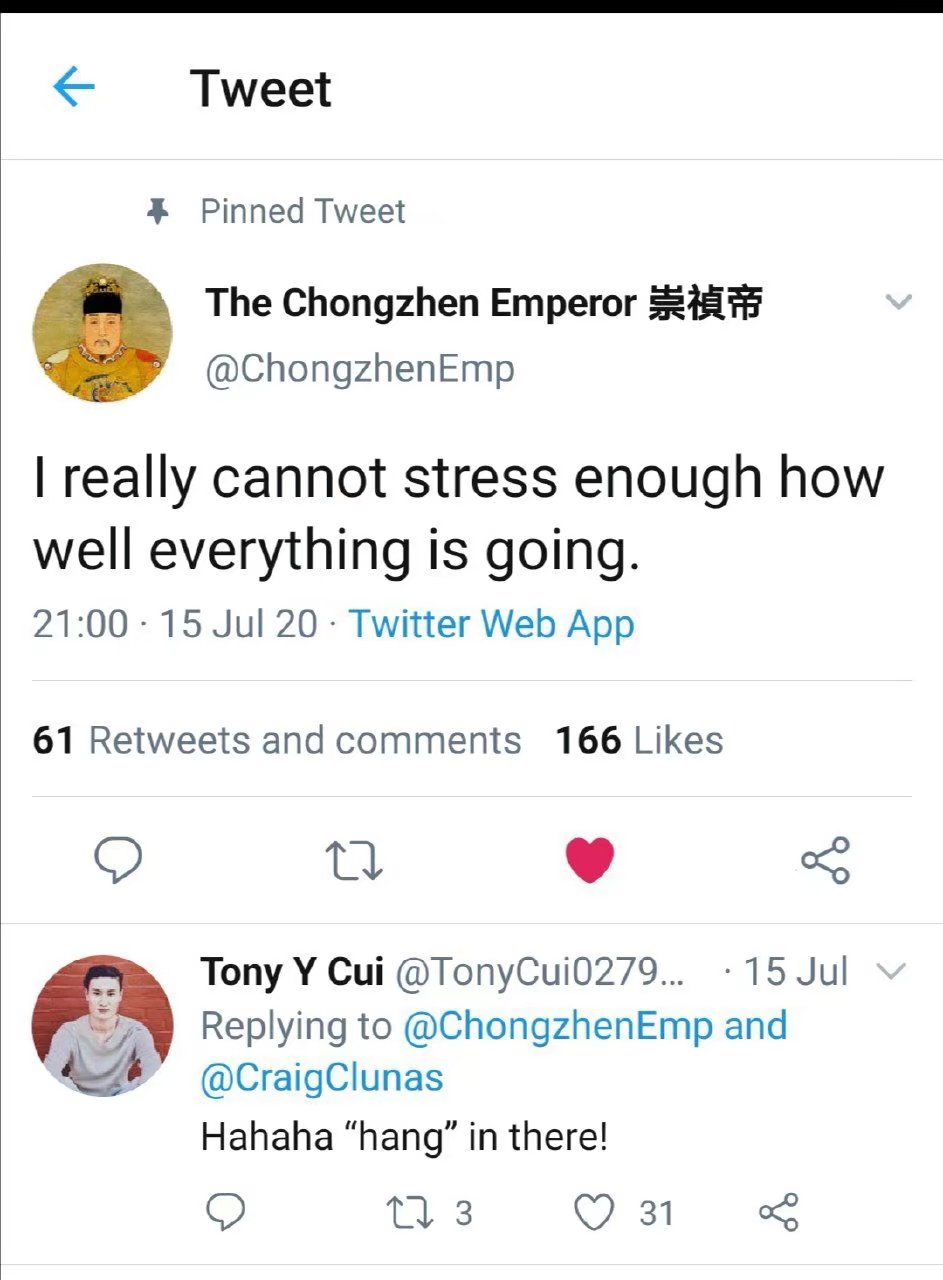 Tweet
Pinned Tweet
The Chongzhen Emperor 崇禎帝
@ChongzhenEmp
I really cannot stress enough how
well everything is going.
21:00 · 15 Jul 20 · Twitter Web App
61 Retweets and comments 166 Likes
Tony Y Cui @TonyCui0279... · 15 Jul
Replying to @ChongzhenEmp and
@CraigClunas
Hahaha “hang” in there!
3 31